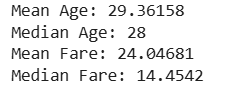 Mean Age: 29.36158
Median Age: 28
Mean Fare: 24.04681
Median Fare: 14.4542